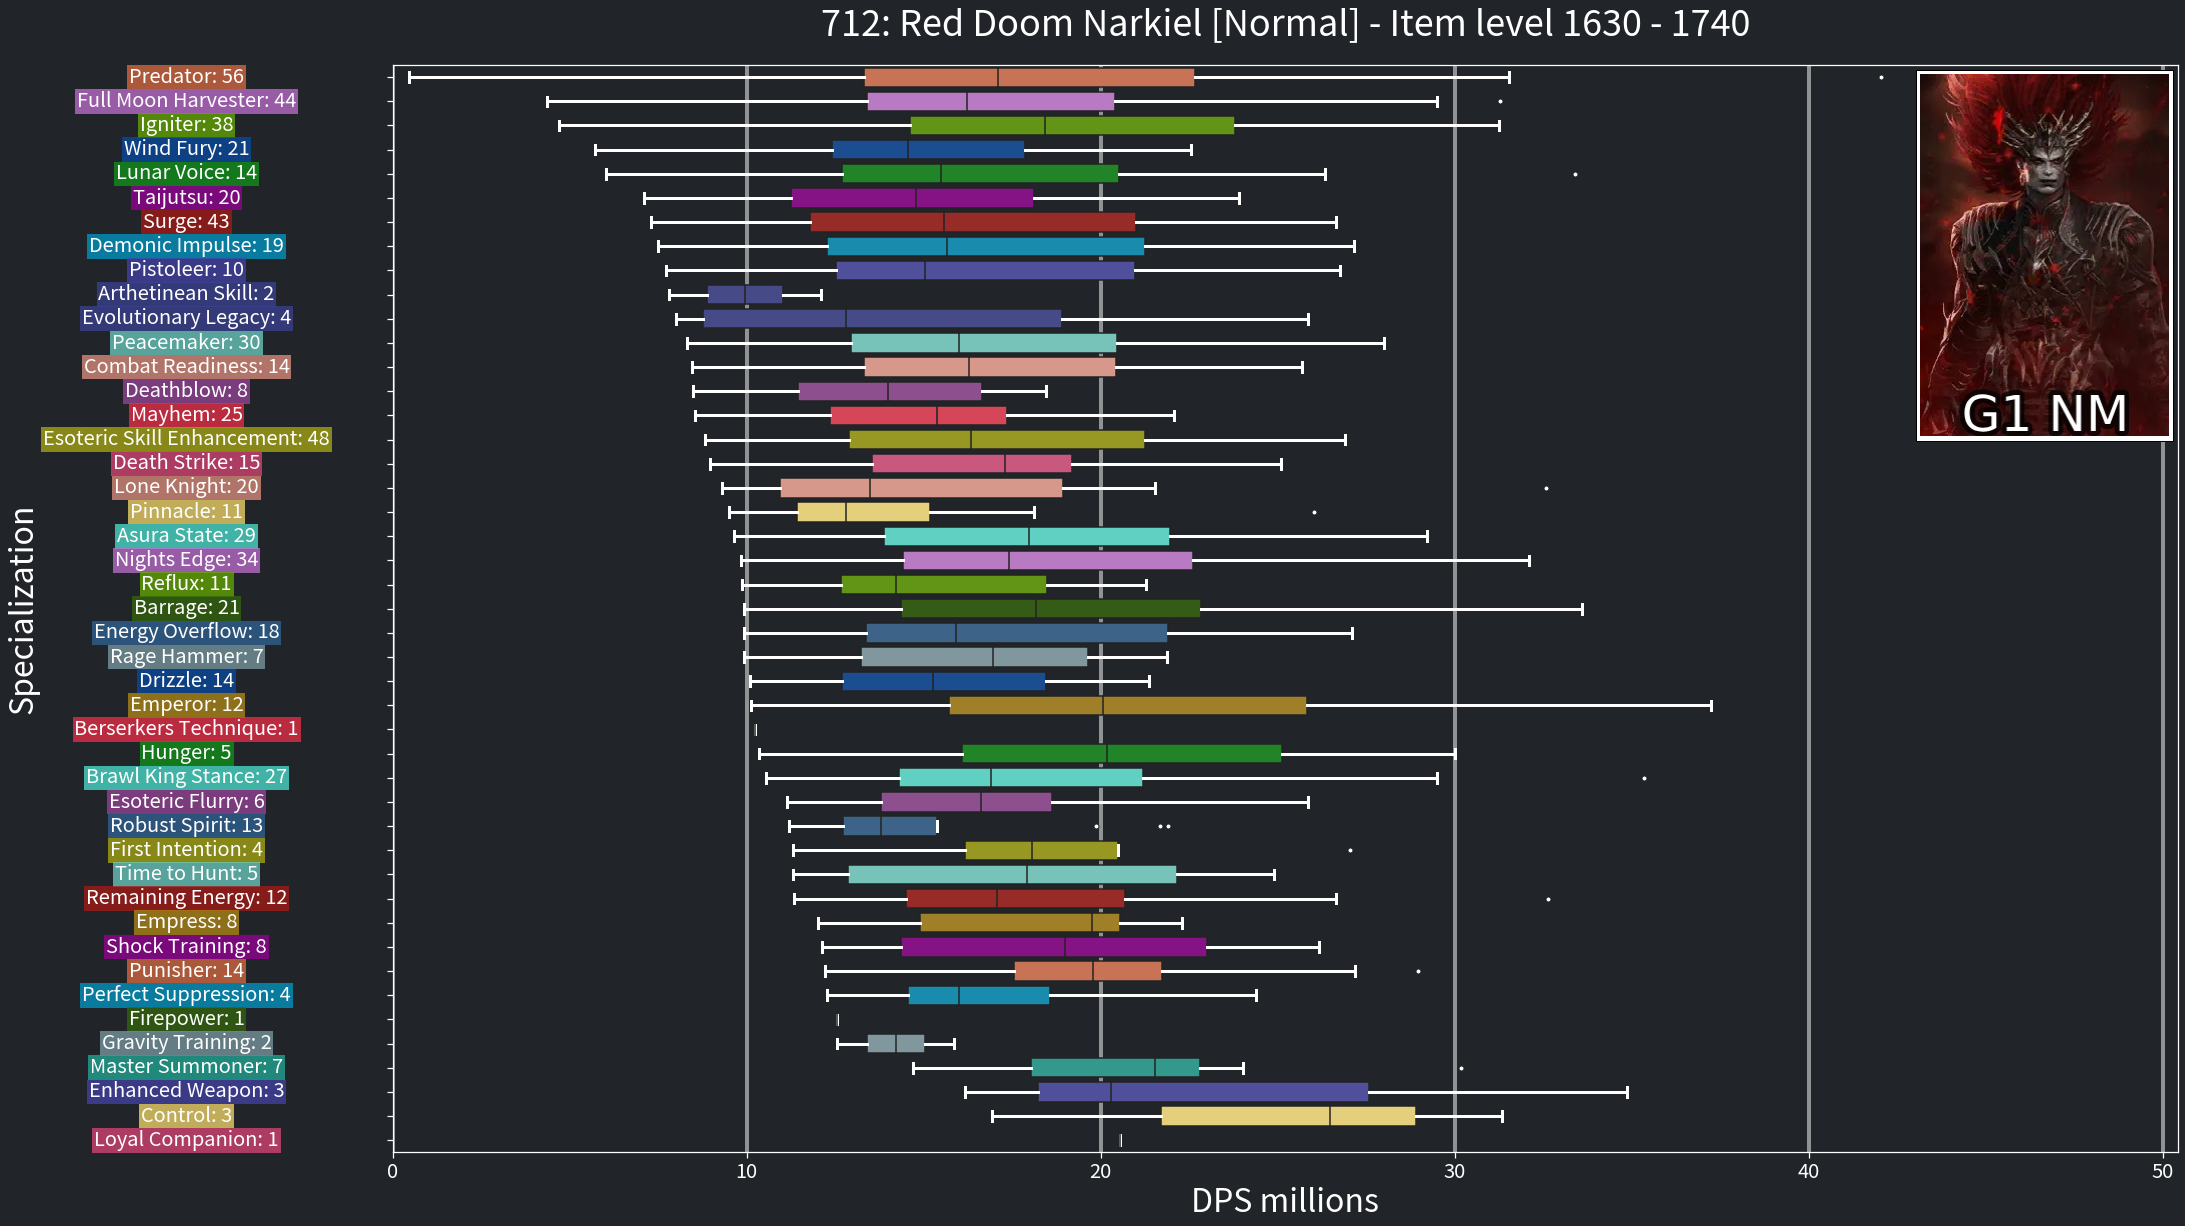 712: Red Doom Narkiel [Normal] - Item level 1630 - 1740
Predator: 56
Full Moon Harvester: 44
Igniter: 38
Wind Fury: 21
Lunar Voice: 14
Taijutsu: 20
Surge: 43
Demonic Impulse: 19
Pistoleer: 10
Arthetinean Skill: 2
Evolutionary Legacy: 4
Peacemaker: 30
Combat Readiness: 14
Deathblow: 8
Mayhem: 25
Esoteric Skill Enhancement: 48
Death Strike: 15
Lone Knight: 20
Pinnacle: 11
Asura State: 29
Nights Edge: 34
Reflux: 11
Barrage: 21
Energy Overflow: 18
Rage Hammer: 7
Drizzle: 14
Emperor: 12
Berserkers Technique: 1
Hunger: 5
Brawl King Stance: 27
Esoteric Flurry: 6
Robust Spirit: 13
First Intention: 4
Time to Hunt: 5
Remaining Energy: 12
Empress: 8
Shock Training: 8
Punisher: 14
Perfect Suppression: 4
Firepower: 1
Gravity Training: 2
Master Summoner: 7
Enhanced Weapon: 3
Control: 3
Loyal Companion: 1
Specialization
G1 NM
0 10 20 30 40 50
DPS millions